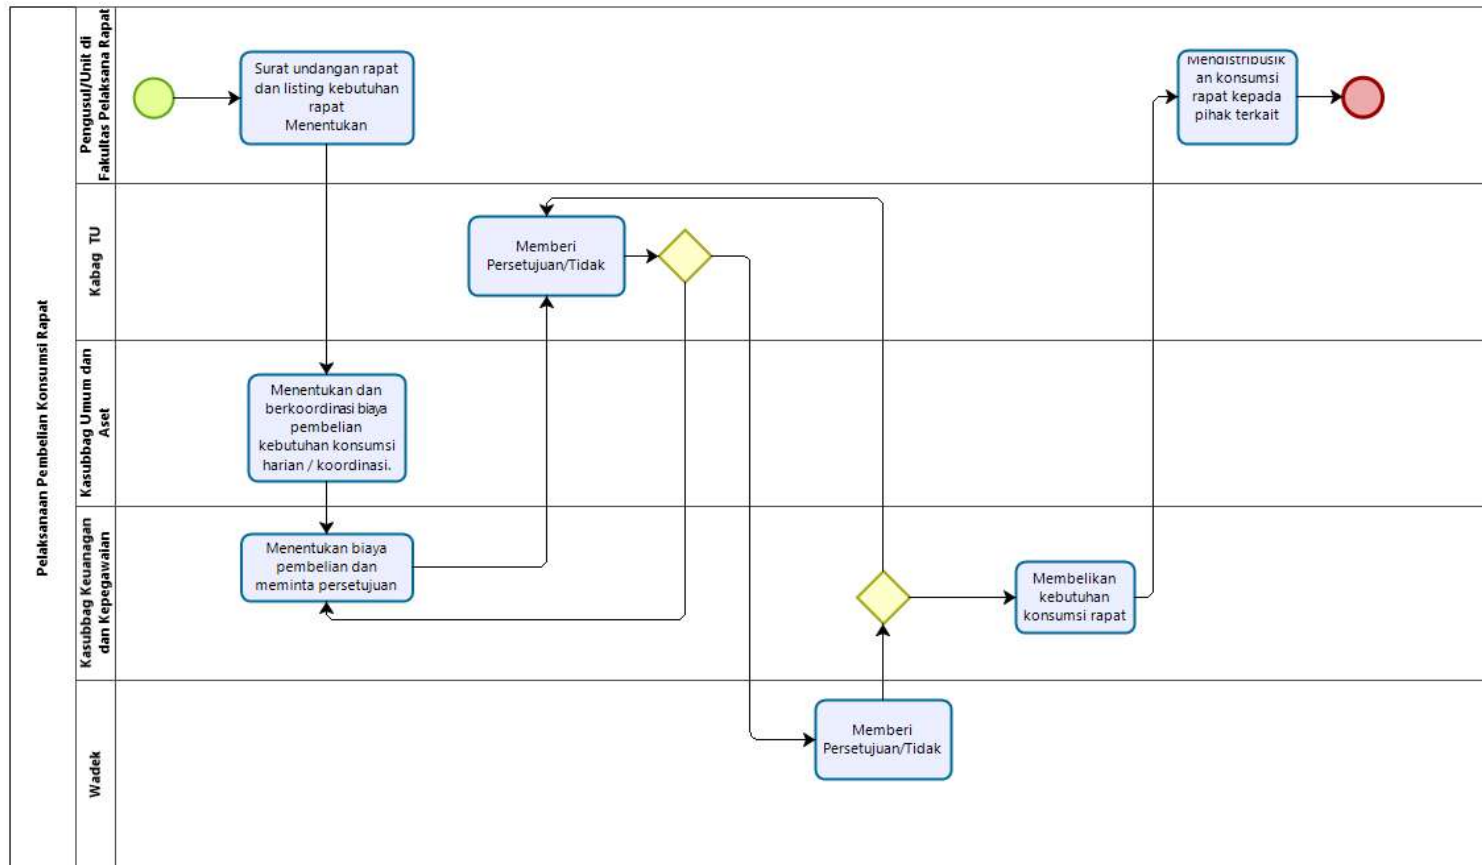 Pelaksanaan Pembelian Konsumsi Rapat
Pengusul/Unit di
Fakultas Pelaksana Rapat
Surat undangan rapat
dan listing kebutuhan
rapat
Menentukan
Mendistribusik
an konsumsi
rapat kepada
pihak terkait
Kabag TU
Memberi
Persetujuan/Tidak
Kasubbag Umum dan
Aset
Menentukan dan
berkoordinasi biaya
pembelian
kebutuhan konsumsi
harian / koordinasi.
Kasubbag Keuanagan
dan Kepegawaian
Menentukan biaya
pembelian dan
meminta persetujuan
Membelikan
kebutuhan
konsumsi rapat
Wadek
Memberi
Persetujuan/Tidak